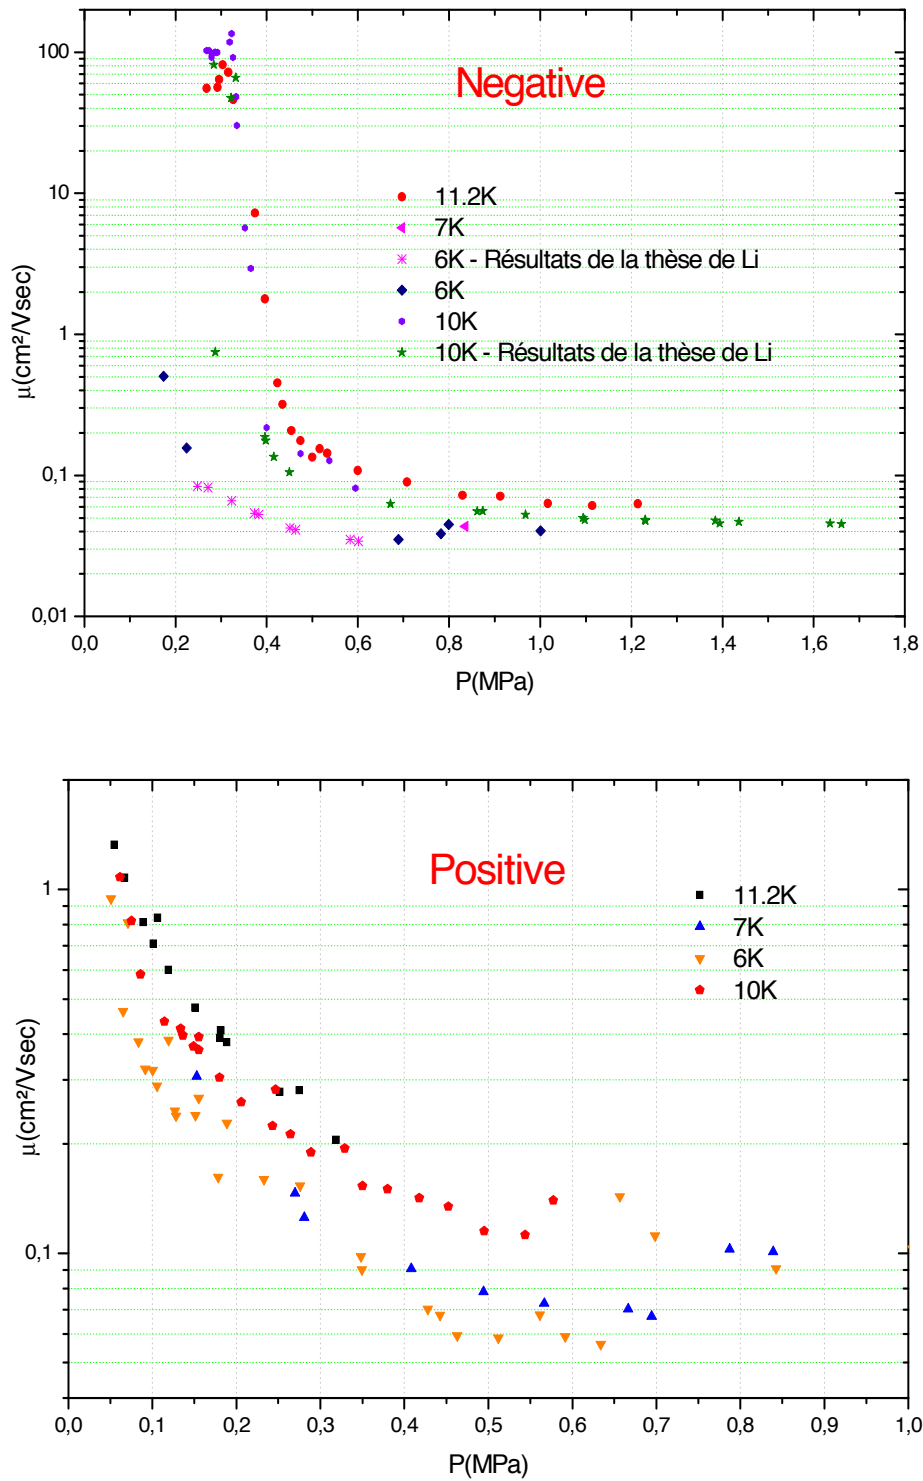 100
Negative
10
11.2K
7K
6K - Résultats de la thèse de Li
6K
10K
10K - Résultats de la thèse de Li
1
0,1
0,01
μ(cm²/Vsec)
0,0 0,2 0,4 0,6 0,8 1,0 1,2 1,4 1,6 1,8
P(MPa)
Positive
1
11.2K
7K
6K
10K
μ(cm²/Vsec)
0,1
0,0 0,1 0,2 0,3 0,4 0,5 0,6 0,7 0,8 0,9 1,0
P(MPa)